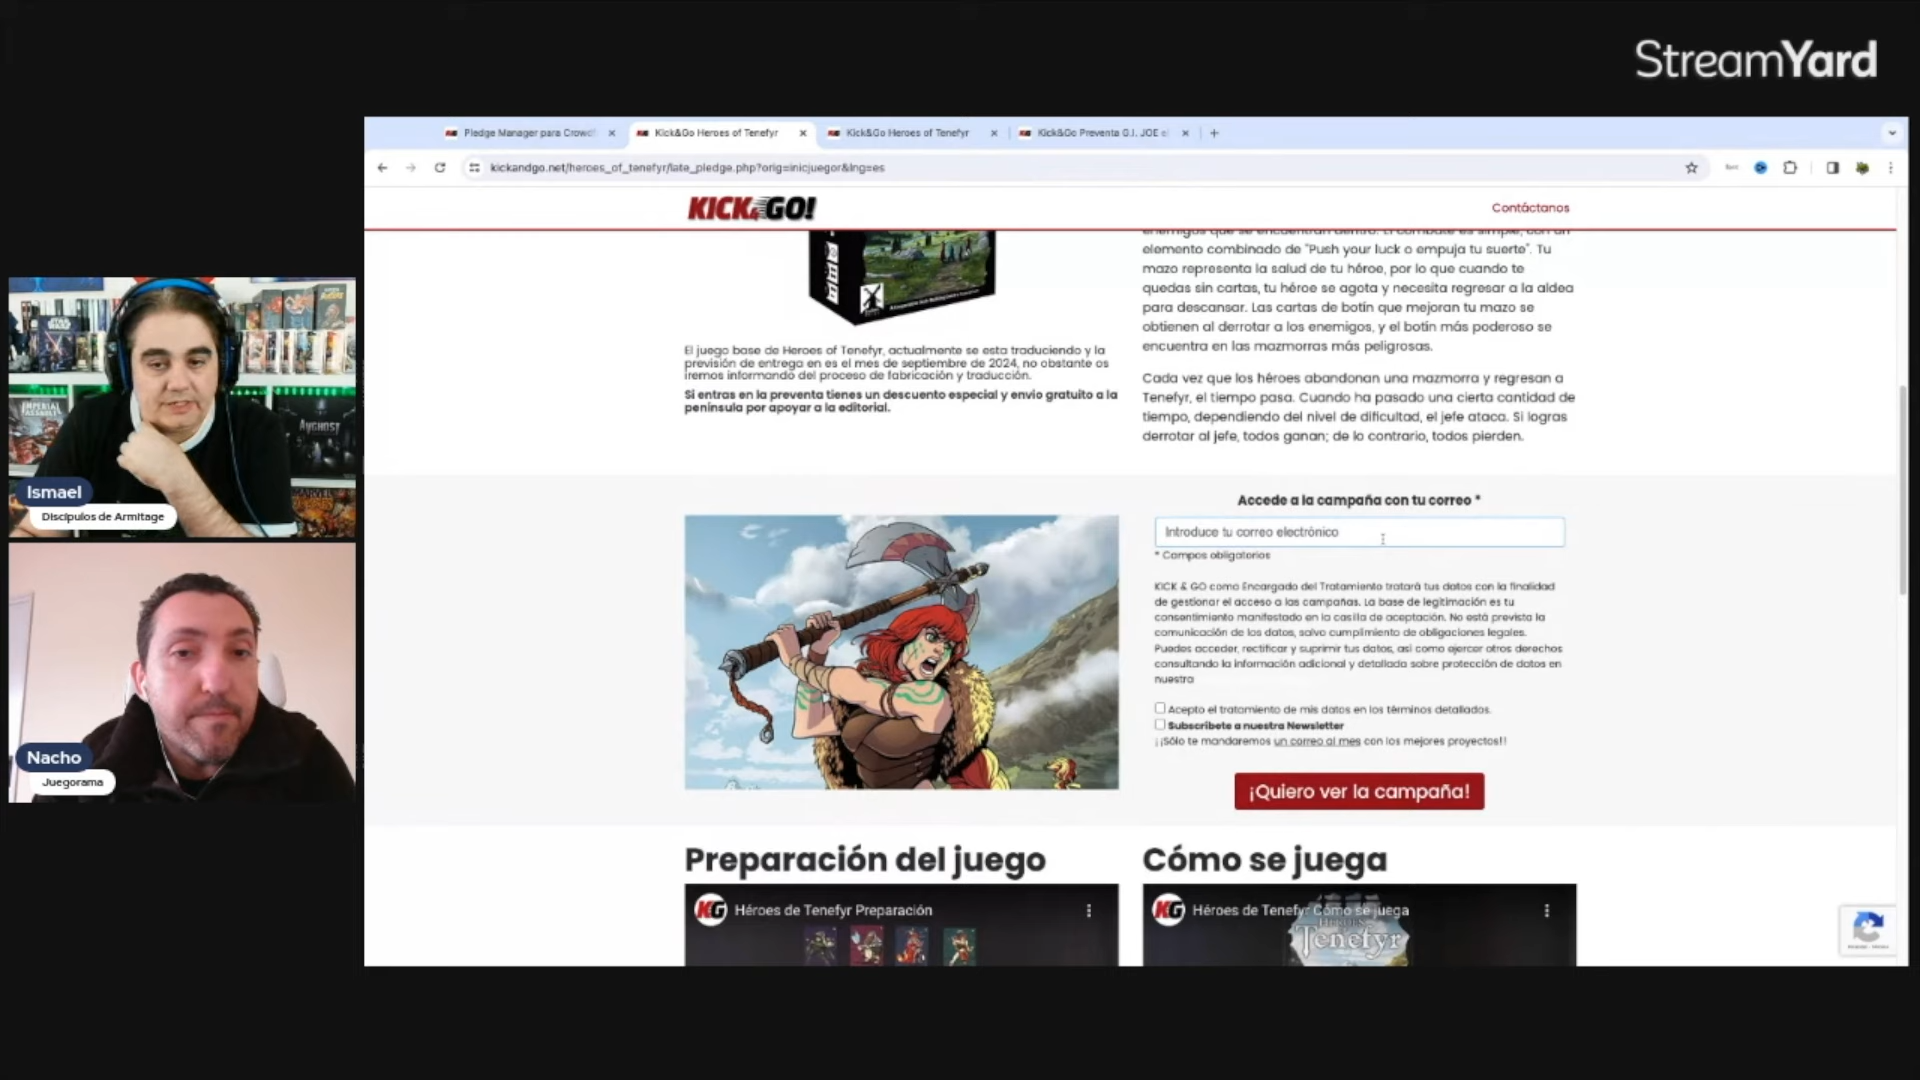 StreamYard
Pledge Manager para Crowdf
Kick&Go Heroes of Tenefyr
Kick&Go Heroes of Tenefyr
Kick&Go Preventa G.I. JOE el
kickandgo.net/heroes_of_tenefyr/late_pledge.php?orig=inicjuegor&lng=es
KICK&GO!
Contáctanos
enemigos que se encuentran dentro. El combate es simple, con un
elemento combinado de "Push your luck o empuja tu suerte". Tu
mazo representa la salud de tu héroe, por lo que cuando te
quedas sin cartas, tu héroe se agota y necesita regresar a la aldea
para descansar. Las cartas de botín que mejoran tu mazo se
obtienen al derrotar a los enemigos, y el botín más poderoso se
encuentra en las mazmorras más peligrosas.
Cada vez que los héroes abandonan una mazmorra y regresan a
Tenefyr, el tiempo pasa. Cuando ha pasado una cierta cantidad de
tiempo, dependiendo del nivel de dificultad, el jefe ataca. Si logras
derrotar al jefe, todos ganan; de lo contrario, todos pierden.
El juego base de Heroes of Tenefyr, actualmente se esta traduciendo y la
previsión de entrega en es el mes de septiembre de 2024, no obstante os
iremos informando del proceso de fabricación y traducción.
Si entras en la preventa tienes un descuento especial y envio gratuito a la
península por apoyar a la editorial.
STAR WARS
IMPERIAL ASSAULT
MARVEL
Ismael
Discípulos de Armitage
Nacho
Juegorama
Accede a la campaña con tu correo *
Introduce tu correo electrónico
* Campos obligatorios
KICK & GO como Encargado del Tratamiento tratará tus datos con la finalidad
de gestionar el acceso a las campañas. La base de legitimación es tu
consentimiento manifestado en la casilla de aceptación. No está prevista la
comunicación de los datos, salvo cumplimiento de obligaciones legales.
Puedes acceder, rectificar y suprimir tus datos, así como ejercer otros derechos
consultando la información adicional y detallada sobre protección de datos en
nuestra
Acepto el tratamiento de mis datos en los términos detallados.
Subscríbete a nuestra Newsletter
¡¡Sólo te mandaremos un correo al mes con los mejores proyectos!!
¡Quiero ver la campaña!
Preparación del juego
Cómo se juega
KG Héroes de Tenefyr Preparación
KG Héroes de Tenefyr Cómo se juega
HEROES OF
Tenefyr